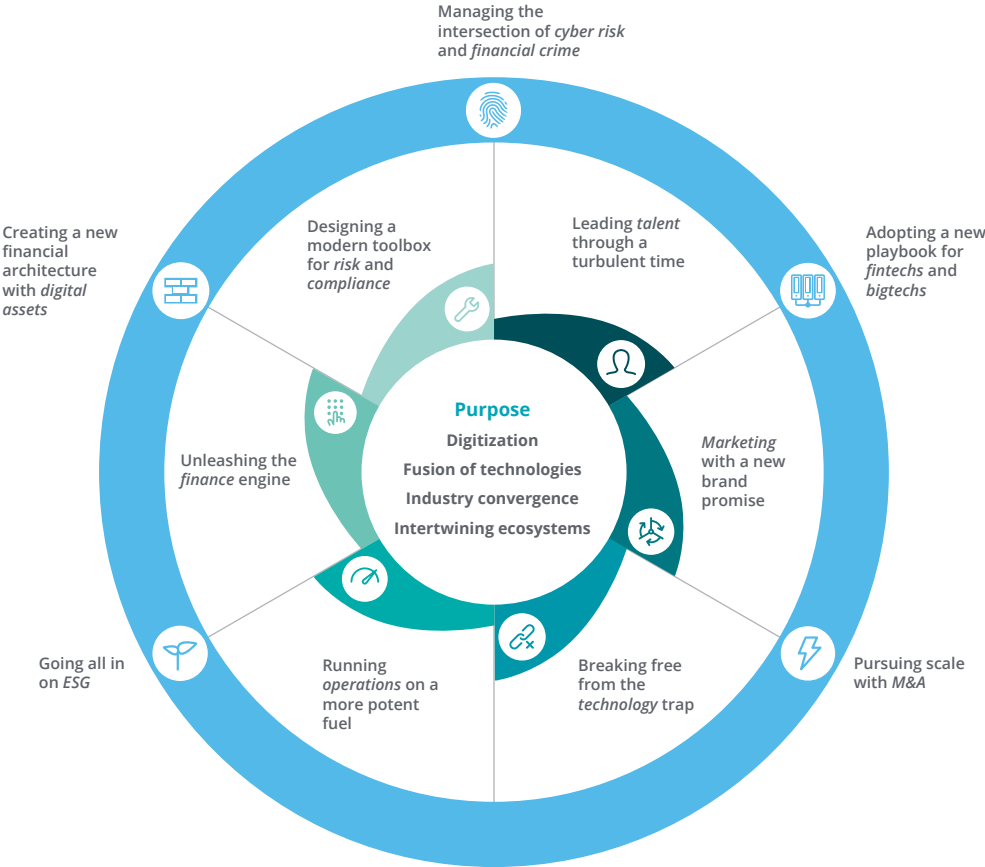 Managing the
intersection of cyber risk
and financial crime
Creating a new
financial
architecture
with digital
assets
Designing a
modern toolbox
for risk and
compliance
Leading talent
through a
turbulent time
Adopting a new
playbook for
fintechs and
bigtechs
Unleashing the
finance engine
Purpose
Digitization
Fusion of technologies
Industry convergence
Intertwining ecosystems
Marketing
with a new
brand
promise
Going all in
on ESG
Running
operations on a
more potent
fuel
Breaking free
from the
technology trap
Pursuing scale
with M&A